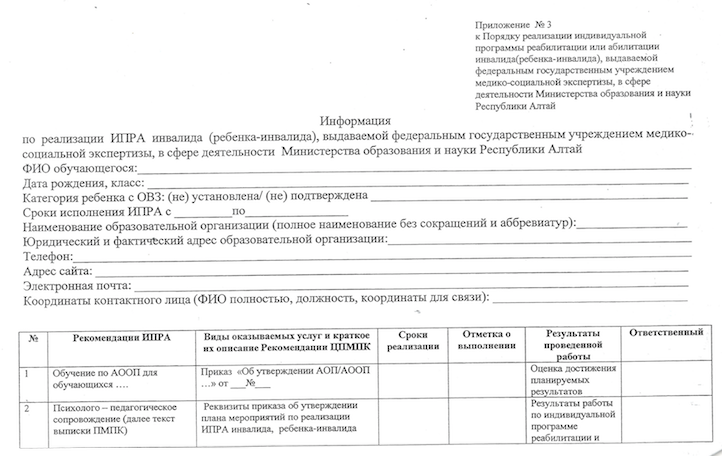 Приложение № 3
к Порядку реализации индивидуальной
программы реабилитации или абилитации
инвалида(ребенка-инвалида), выдаваемой
федеральным государственным учреждением
медико-социальной экспертизы, в сфере
деятельности Министерства образования и науки
Республики Алтай
Информация
по реализации ИПРА инвалида (ребенка-инвалида), выдаваемой федеральным государственным учреждением медико-
социальной экспертизы, в сфере деятельности Министерства образования и науки Республики Алтай
ФИО обучающегося:
Дата рождения, класс:
Категория ребенка с ОВЗ: (не) установлена/ (не) подтверждена
Сроки исполнения ИПРА с __________по__________
Наименование образовательной организации (полное наименование без сокращений и аббревиатур):
Юридический и фактический адрес образовательной организации:
Телефон:
Адрес сайта:
Электронная почта:
Координаты контактного лица (ФИО полностью, должность, координаты для связи):
№ Рекомендации ИПРА Виды оказываемых услуг и краткое их описание Рекомендации ЦПМПК Сроки реализации Отметка о выполнении Результаты проведенной работы Ответственный
1 Обучение по АООП для обучающихся …. Приказ «Об утверждении АОП/АООП …» от ___№___ Оценка достижения планируемых результатов
2 Психолого – педагогическое сопровождение (далее текст выписки ПМПК) Реквизиты приказа об утверждении плана мероприятий по реализации ИПРА инвалида, ребенка-инвалида Результаты работы по индивидуальной программе реабилитации и